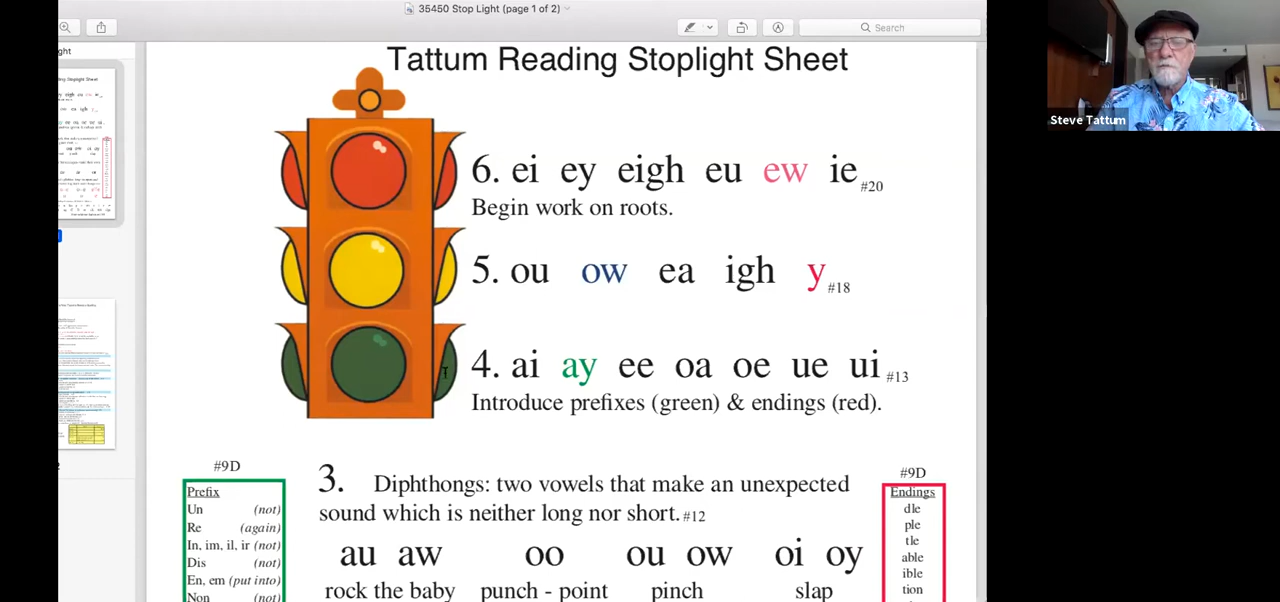 35450 Stop Light (page 1 of 2)
Search
Tattum Reading Stoplight Sheet
6. ei ey eigh eu ew ie #20
Begin work on roots.
5. ou ow ea igh y #18
4. ai ay ee oa oe ue ui #13
Introduce prefixes (green) & endings (red).
#9D
Prefix
Un (not)
Re (again)
In, im, il, ir (not)
Dis (not)
En, em (put into)
Non (not)
3. Diphthongs: two vowels that make an unexpected
sound which is neither long nor short. #12
au aw oo ou ow oi oy
rock the baby punch - point pinch slap
#9D
Endings
dle
ple
tle
able
ible
tion
Steve Tattum